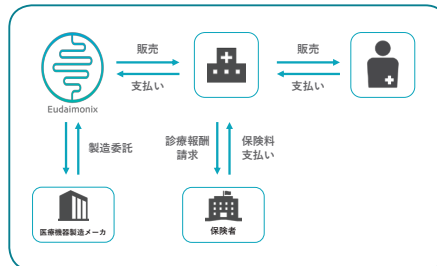 販売
支払い
販売
支払い
Eudaimonix
製造委託
診療報酬
請求
保険料
支払い
医療機器製造メーカ
保険者